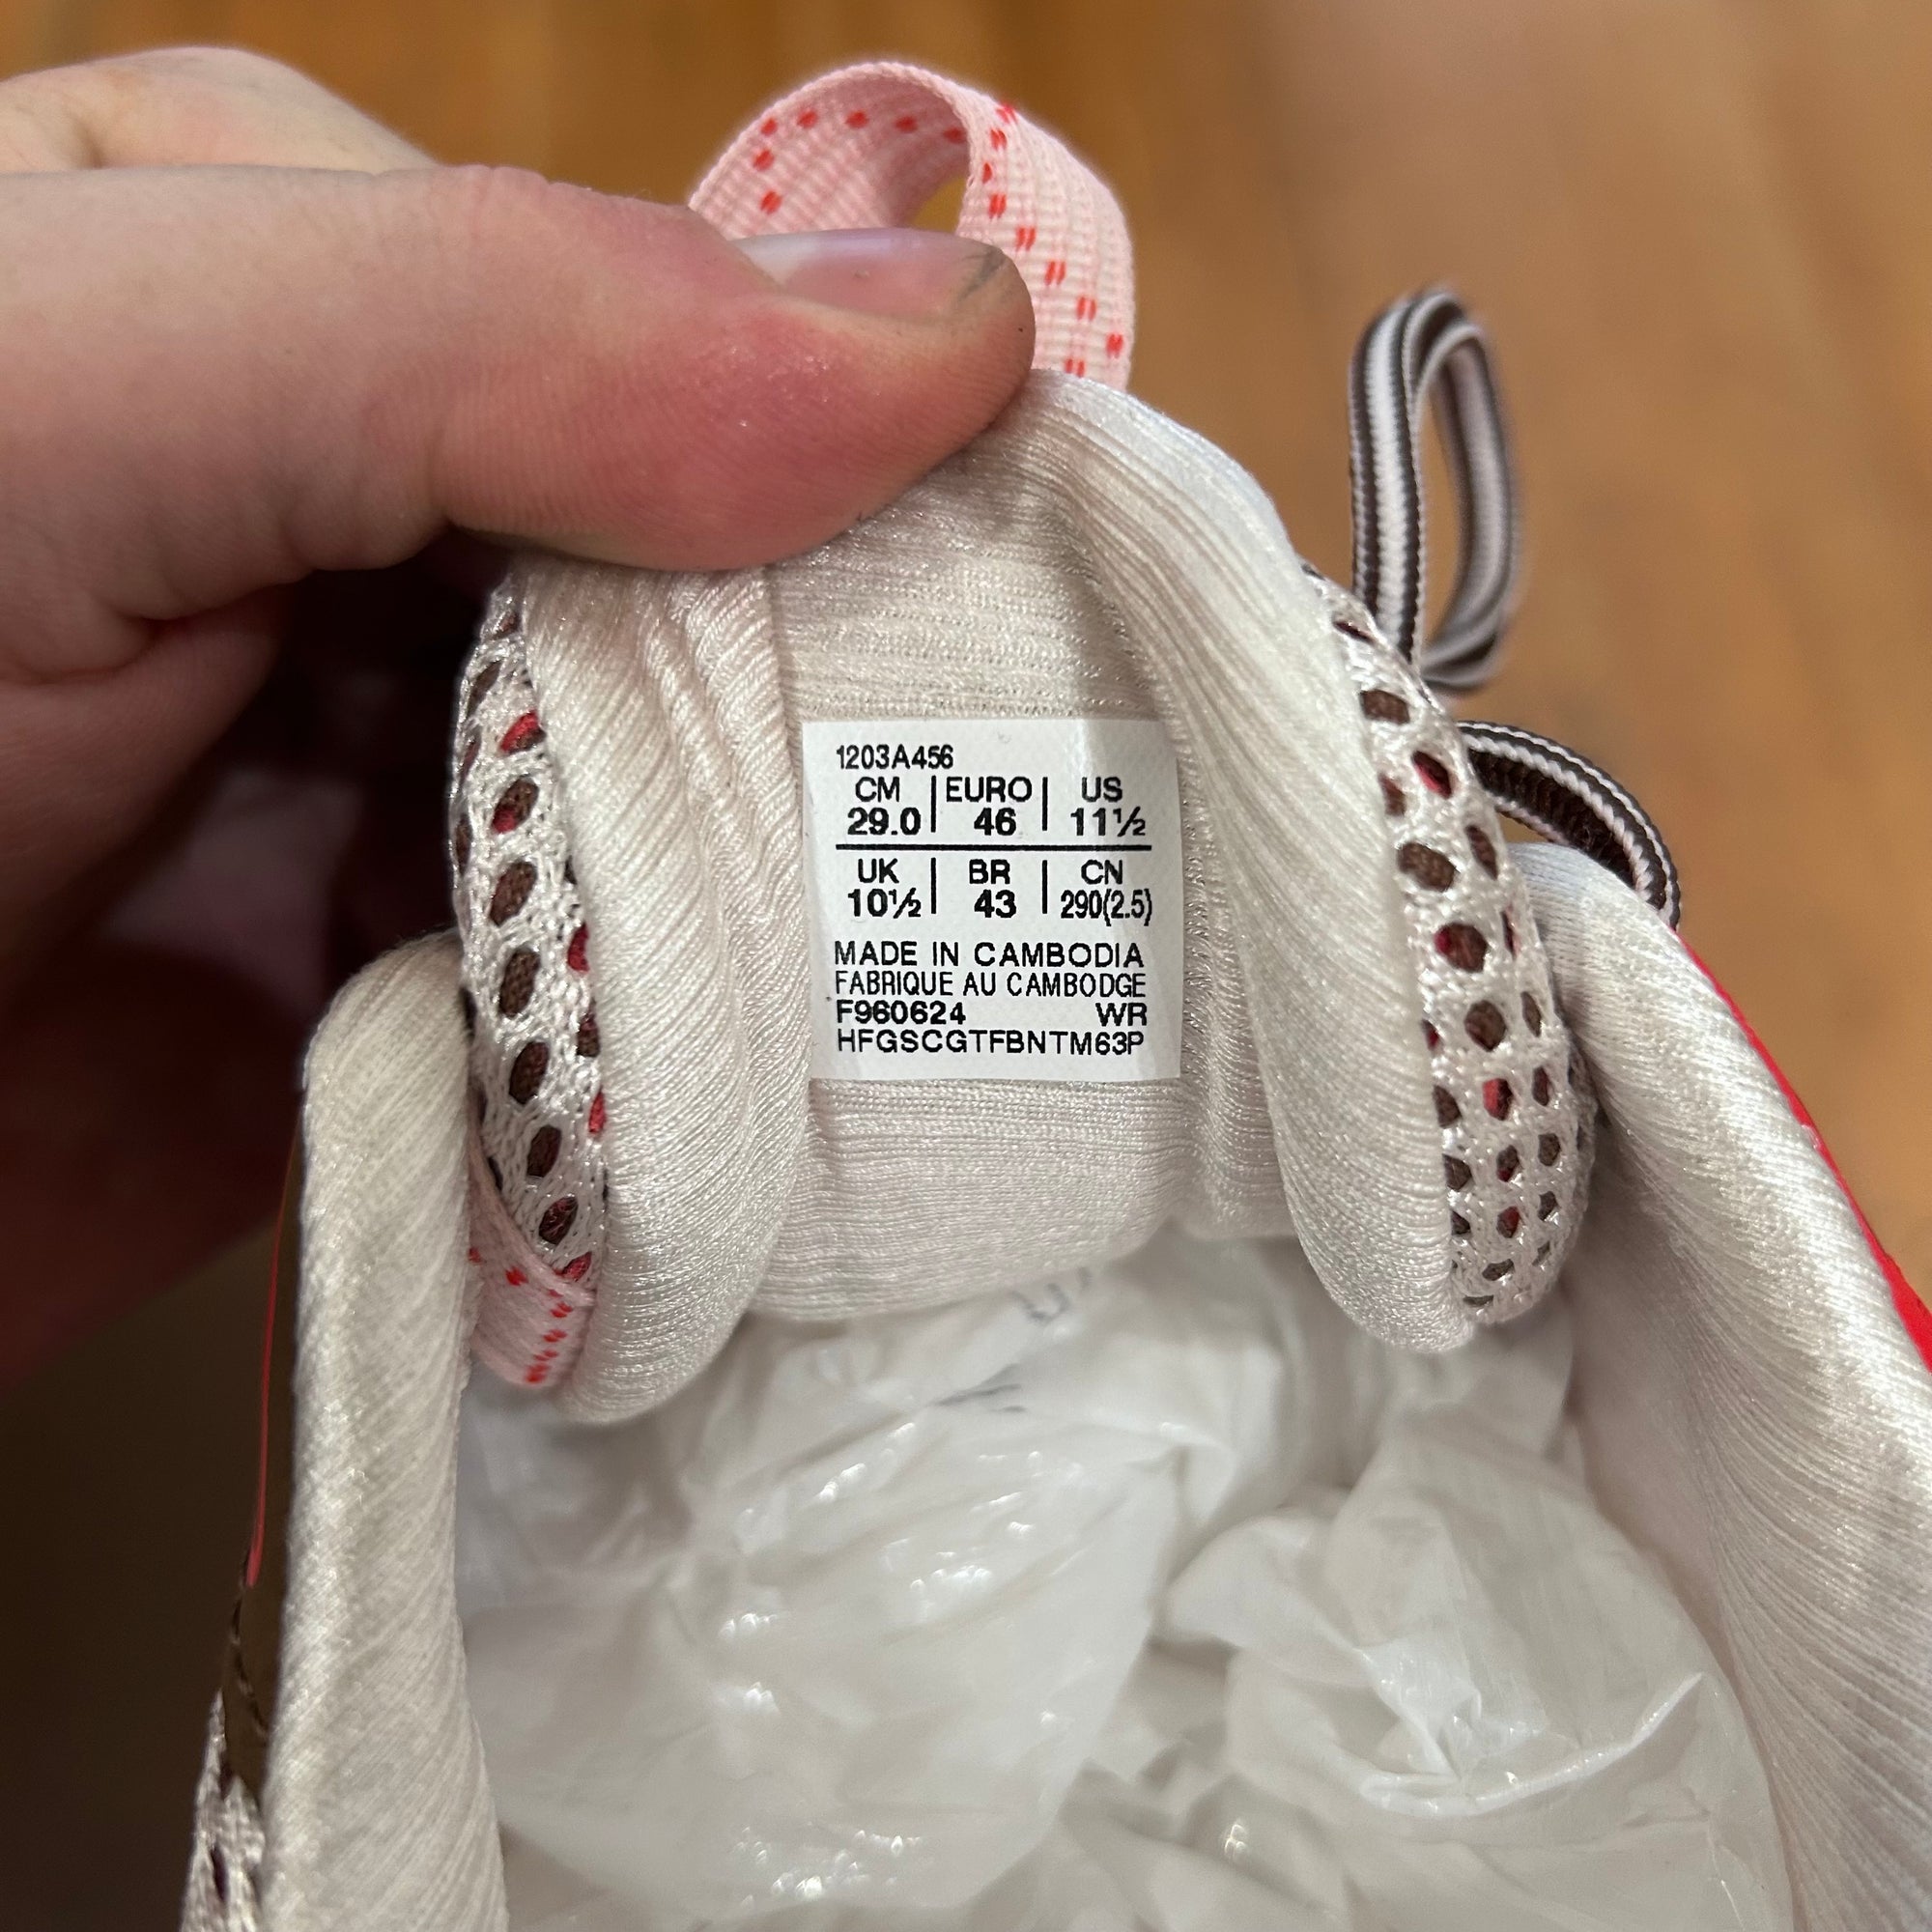 1203A456
CM | EURO | US
29.0 | 46 | 11½
UK | BR | CN
10½ | 43 | 290(2.5)
MADE IN CAMBODIA
FABRIQUE AU CAMBODGE
F960624 WR
HFGSCGTFBNTM63P